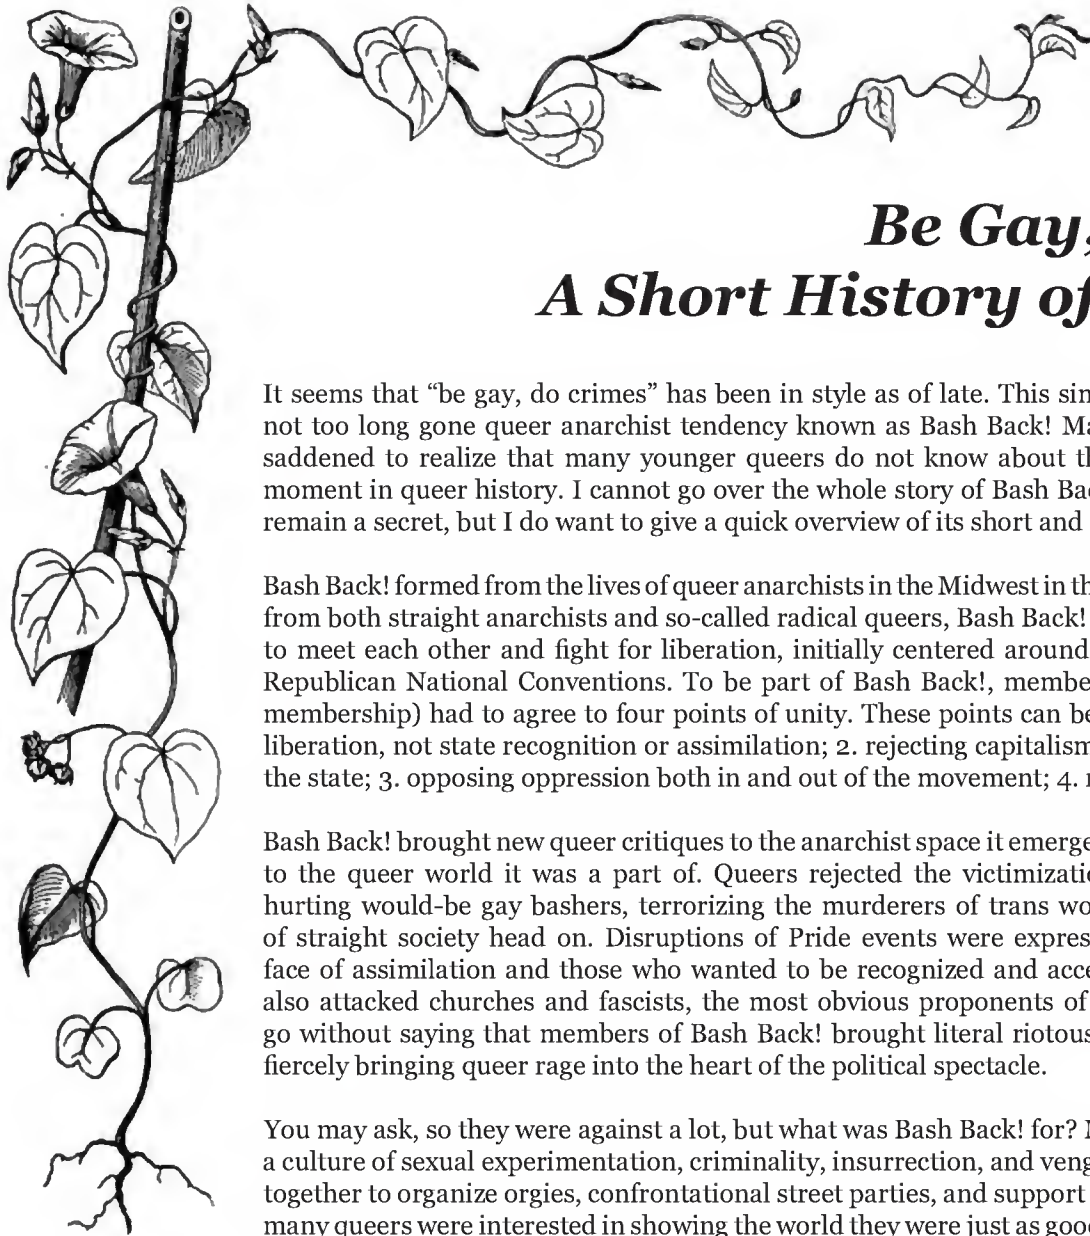 Be Gay,
A Short History of
It seems that “be gay, do crimes” has been in style as of late. This
not too long gone queer anarchist tendency known as Bash Back!
saddened to realize that many younger queers do not know about
moment in queer history. I cannot go over the whole story of Bash
remain a secret, but I do want to give a quick overview of its short and
Bash Back! formed from the lives of queer anarchists in the Midwest in
from both straight anarchists and so-called radical queers, Bash Back!
to meet each other and fight for liberation, initially centered around
Republican National Conventions. To be part of Bash Back!,
membership) had to agree to four points of unity. These points can be
liberation, not state recognition or assimilation; 2. rejecting capitalism
the state; 3. opposing oppression both in and out of the movement; 4.
Bash Back! brought new queer critiques to the anarchist space it
to the queer world it was a part of. Queers rejected the
hurting would-be gay bashers, terrorizing the murderers of trans
of straight society head on. Disruptions of Pride events were
face of assimilation and those who wanted to be recognized and
also attacked churches and fascists, the most obvious proponents of
go without saying that members of Bash Back! brought literal riotous
fiercely bringing queer rage into the heart of the political spectacle.
You may ask, so they were against a lot, but what was Bash Back! for?
a culture of sexual experimentation, criminality, insurrection, and
together to organize orgies, confrontational street parties, and support
many queers were interested in showing the world they were just as